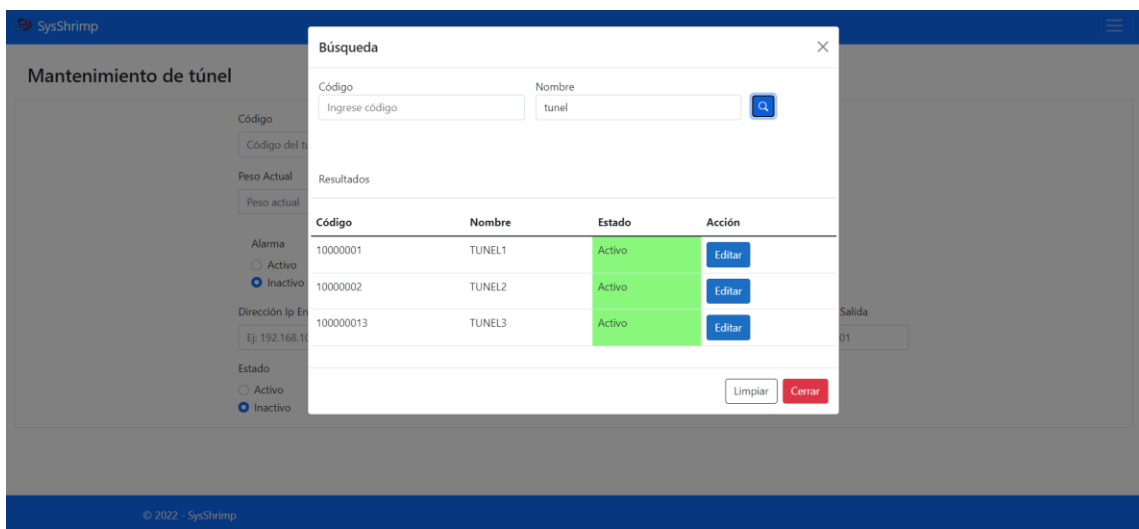 SysShrimp
Búsqueda
Mantenimiento de túnel
Código Nombre
Ingrese código tunel
Código
Código del
Peso Actual Resultados
Peso actual
Código Nombre Estado Acción
Alarma
10000001 TUNEL1 Activo Editar
Activo
Inactivo
10000002 TUNEL2 Activo Editar
Dirección Ip Salida
100000013 TUNEL3 Activo Editar
Ej: 192.168.10 01
Estado
Activo
Inactivo
Limpiar Cerrar
© 2022 - SysShrimp